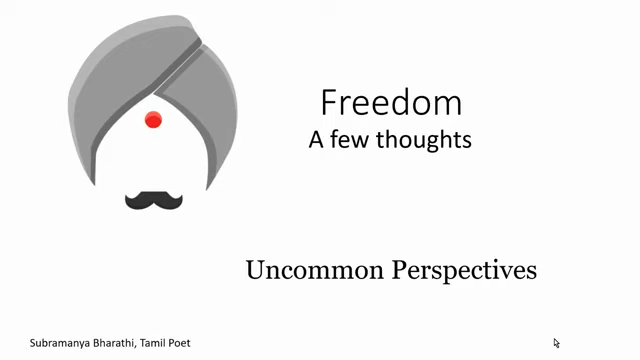 Freedom
A few thoughts
Uncommon Perspectives
Subramanya Bharathi, Tamil Poet